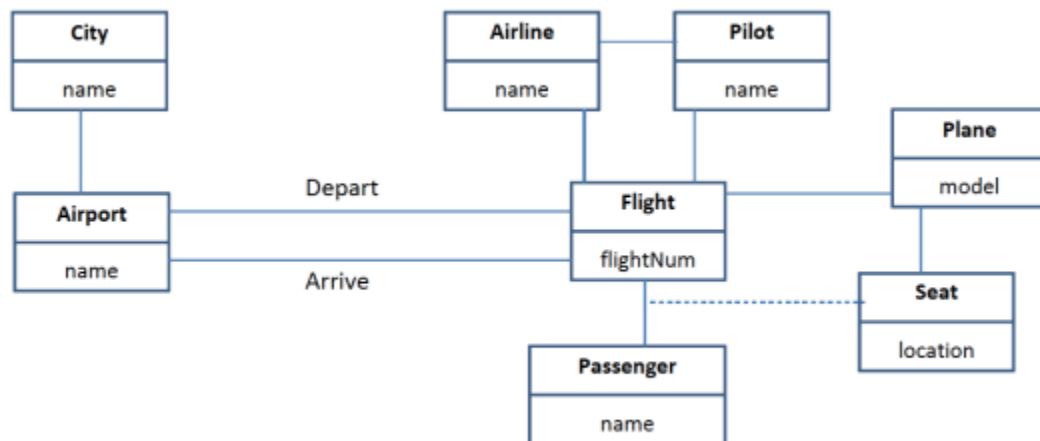 City
name
Airline
name
Pilot
name
Plane
model
Depart
Airport
name
Flight
flightNum
Arrive
Seat
location
Passenger
name